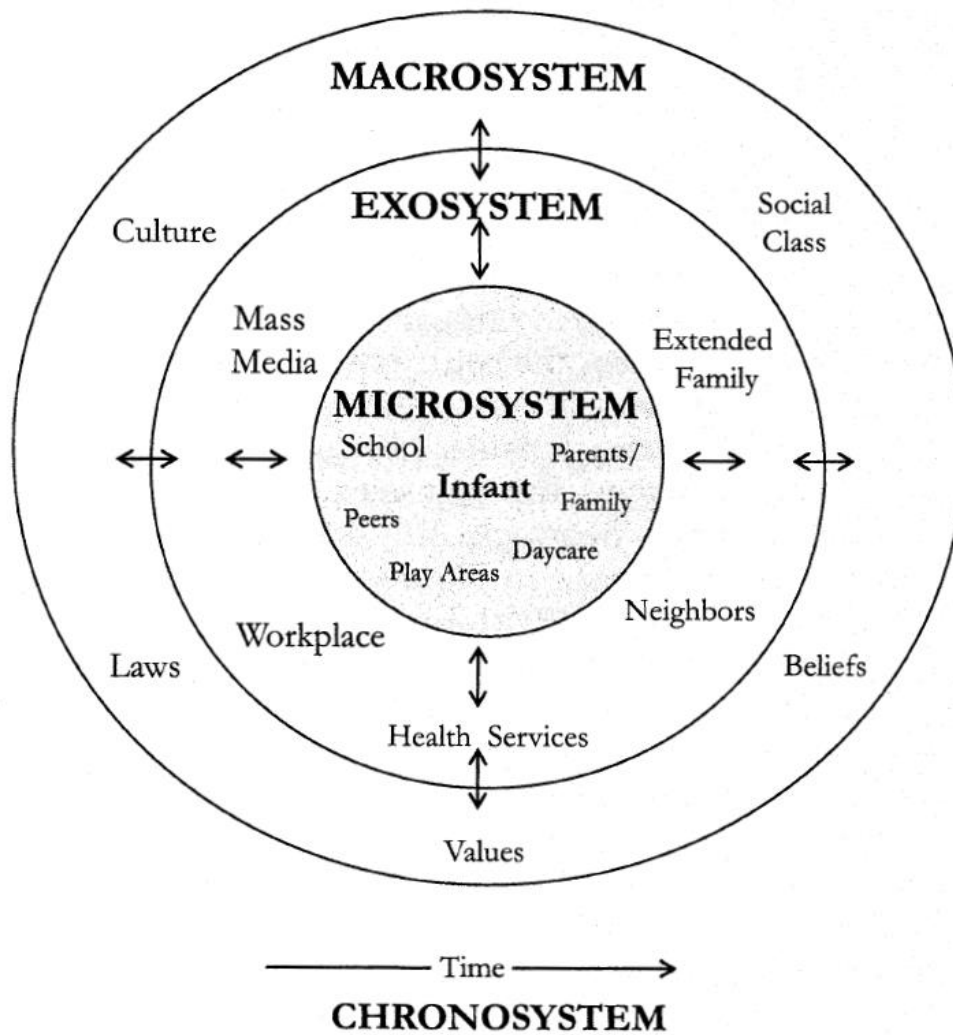 MACROSYSTEM
EXOSYSTEM
Culture
Social
Class
Mass
Media
Extended
Family
MICROSYSTEM
School
Parents/
Infant
Family
Peers
Daycare
Play Areas
Neighbors
Workplace
Laws
Beliefs
Health Services
Values
Time
CHRONOSYSTEM